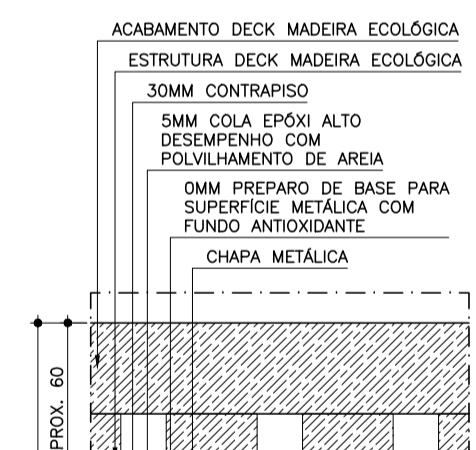 ACABAMENTO DECK MADEIRA ECOLÓGICA
ESTRUTURA DECK MADEIRA ECOLÓGICA
30MM CONTRAPISO
5MM COLA EPÓXI ALTO
DESEMPENHO COM
POLVILHAMENTO DE AREIA
0MM PREPARO DE BASE PARA
SUPERFÍCIE METÁLICA COM
FUNDO ANTIOXIDANTE
CHAPA METÁLICA
PROX. 60